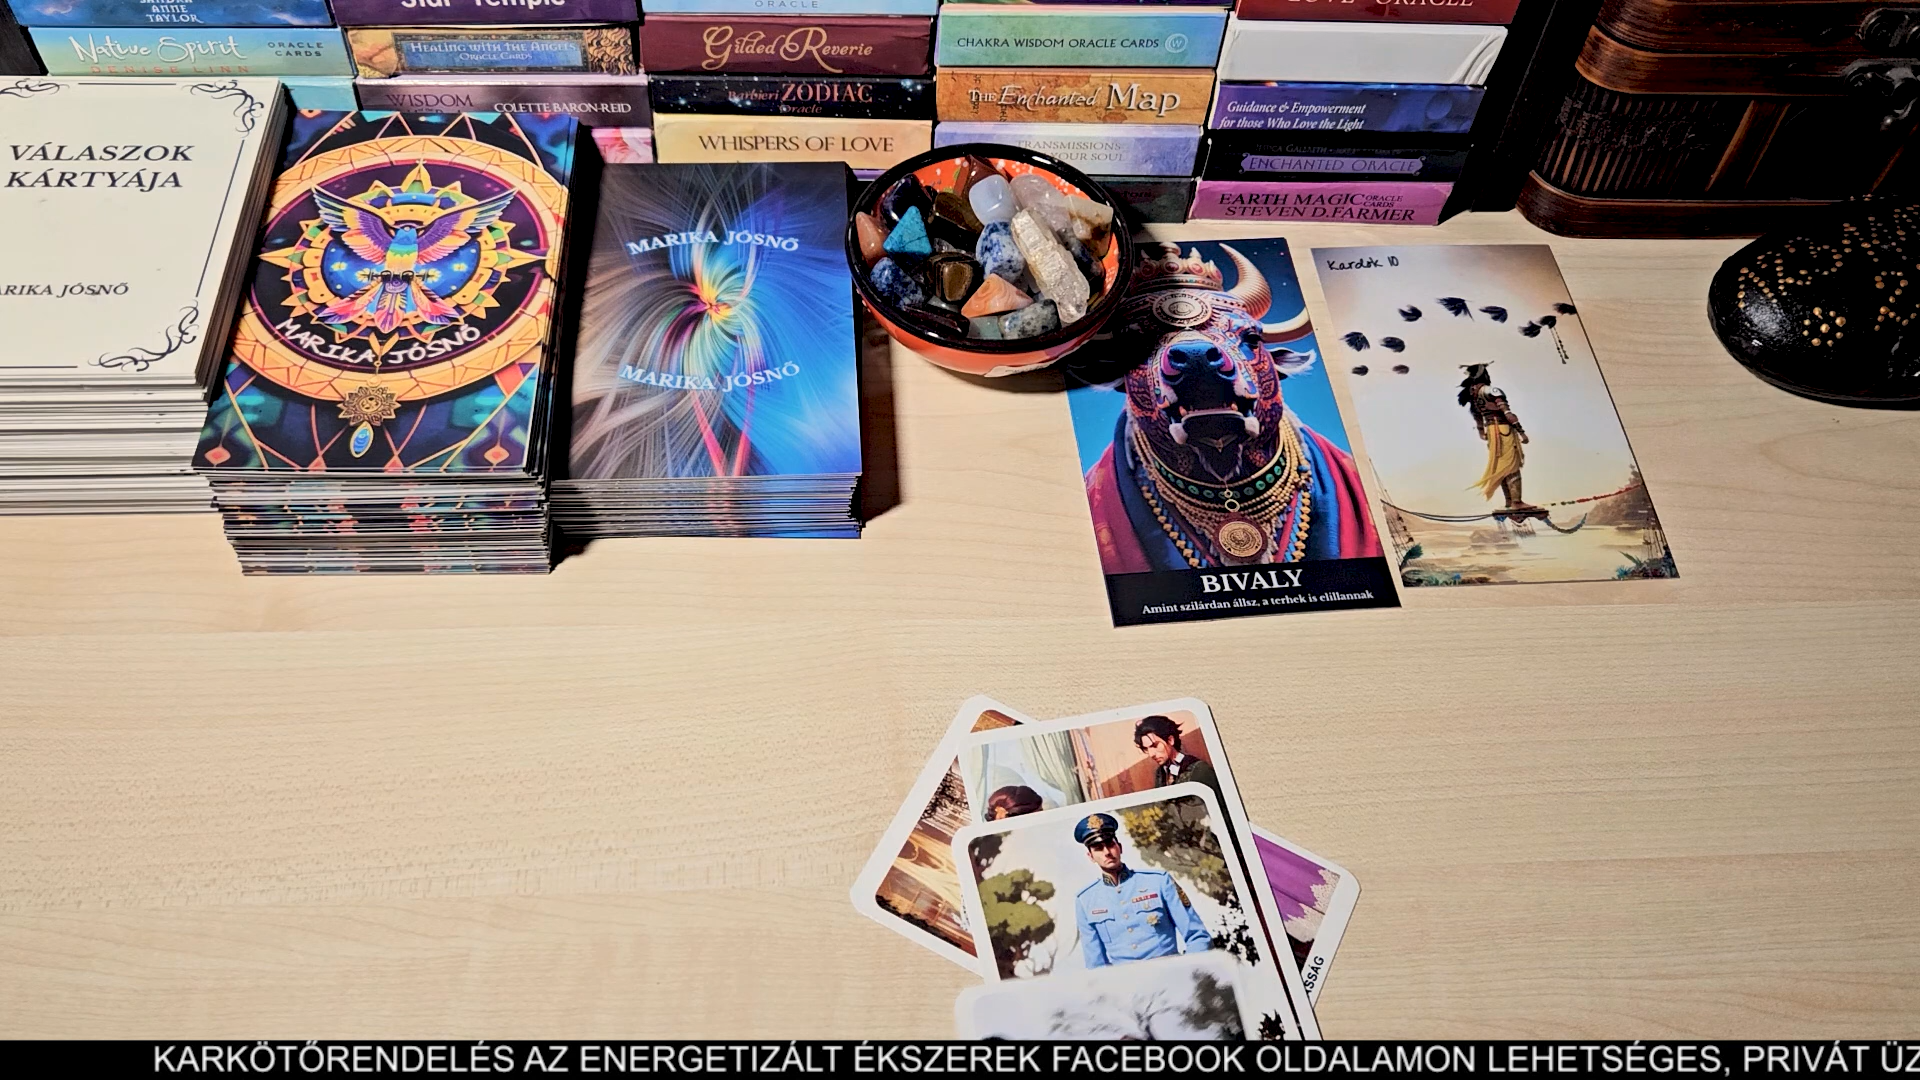 SANDRA
ANNE
TAYLOR
Star Temple
ORACLE
LOVE ORACLE
Native Spirit
ORACLE
CARDS
DENISE LINN
HEALING WITH THE ANGELS
ORACLE CARDS
Gilded Reverie
CHAKRA WISDOM ORACLE CARDS
WISDOM
COLETTE BARON-REID
Barbieri ZODIAC
Oracle
THE Enchanted Map
Guidance & Empowerment
for those Who Love the Light
WHISPERS OF LOVE
TRANSMISSIONS
YOUR SOUL
ENCHANTED ORACLE
EARTH MAGIC ORACLE
CARDS
STEVEN D. FARMER
VÁLASZOK
KÁRTYÁJA
ARIKA JÓSNŐ
MARIKA JÓSNŐ
MARIKA JÓSNŐ
MARIKA JÓSNŐ
Kardok 10
BIVALY
Amint szilárdan állsz, a terhek is elillannak
SSÁG
KARKÖTŐRENDELÉS AZ ENERGETIZÁLT ÉKSZEREK FACEBOOK OLDALAMON LEHETSÉGES, PRIVÁT ÜZ